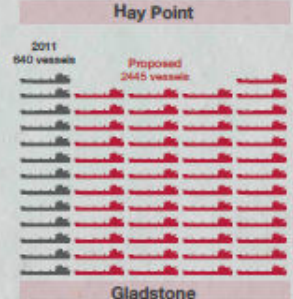 Hay Point
2011
640 vessels
Proposed
2445 vessels
Gladstone